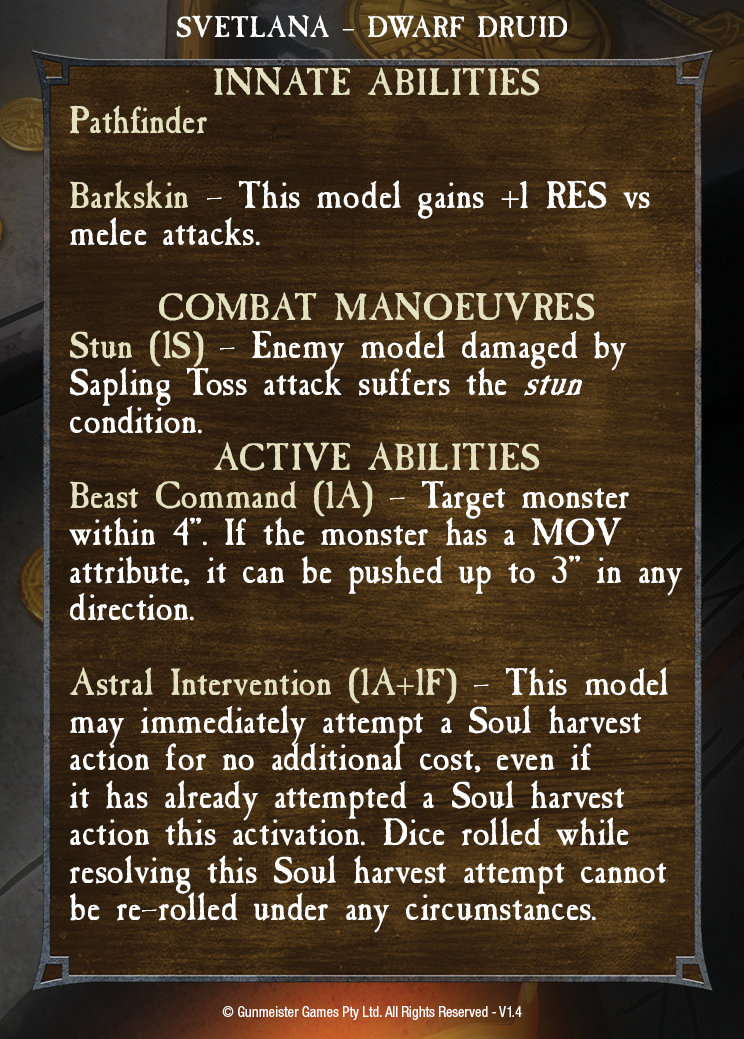 SVETLANA - DWARF DRUID
INNATE ABILITIES
Pathfinder
Barkskin - This model gains +1 RES vs
melee attacks.
COMBAT MANOEUVRES
Stun (1S) - Enemy model damaged by
Sapling Toss attack suffers the stun
condition.
ACTIVE ABILITIES
Beast Command (1A) - Target monster
within 4”. If the monster has a MOV
attribute, it can be pushed up to 3” in any
direction.
Astral Intervention (1A+1F) - This model
may immediately attempt a Soul harvest
action for no additional cost, even if
it has already attempted a Soul harvest
action this activation. Dice rolled while
resolving this Soul harvest attempt cannot
be re-rolled under any circumstances.
© Gunmeister Games Pty Ltd. All Rights Reserved - V1.4